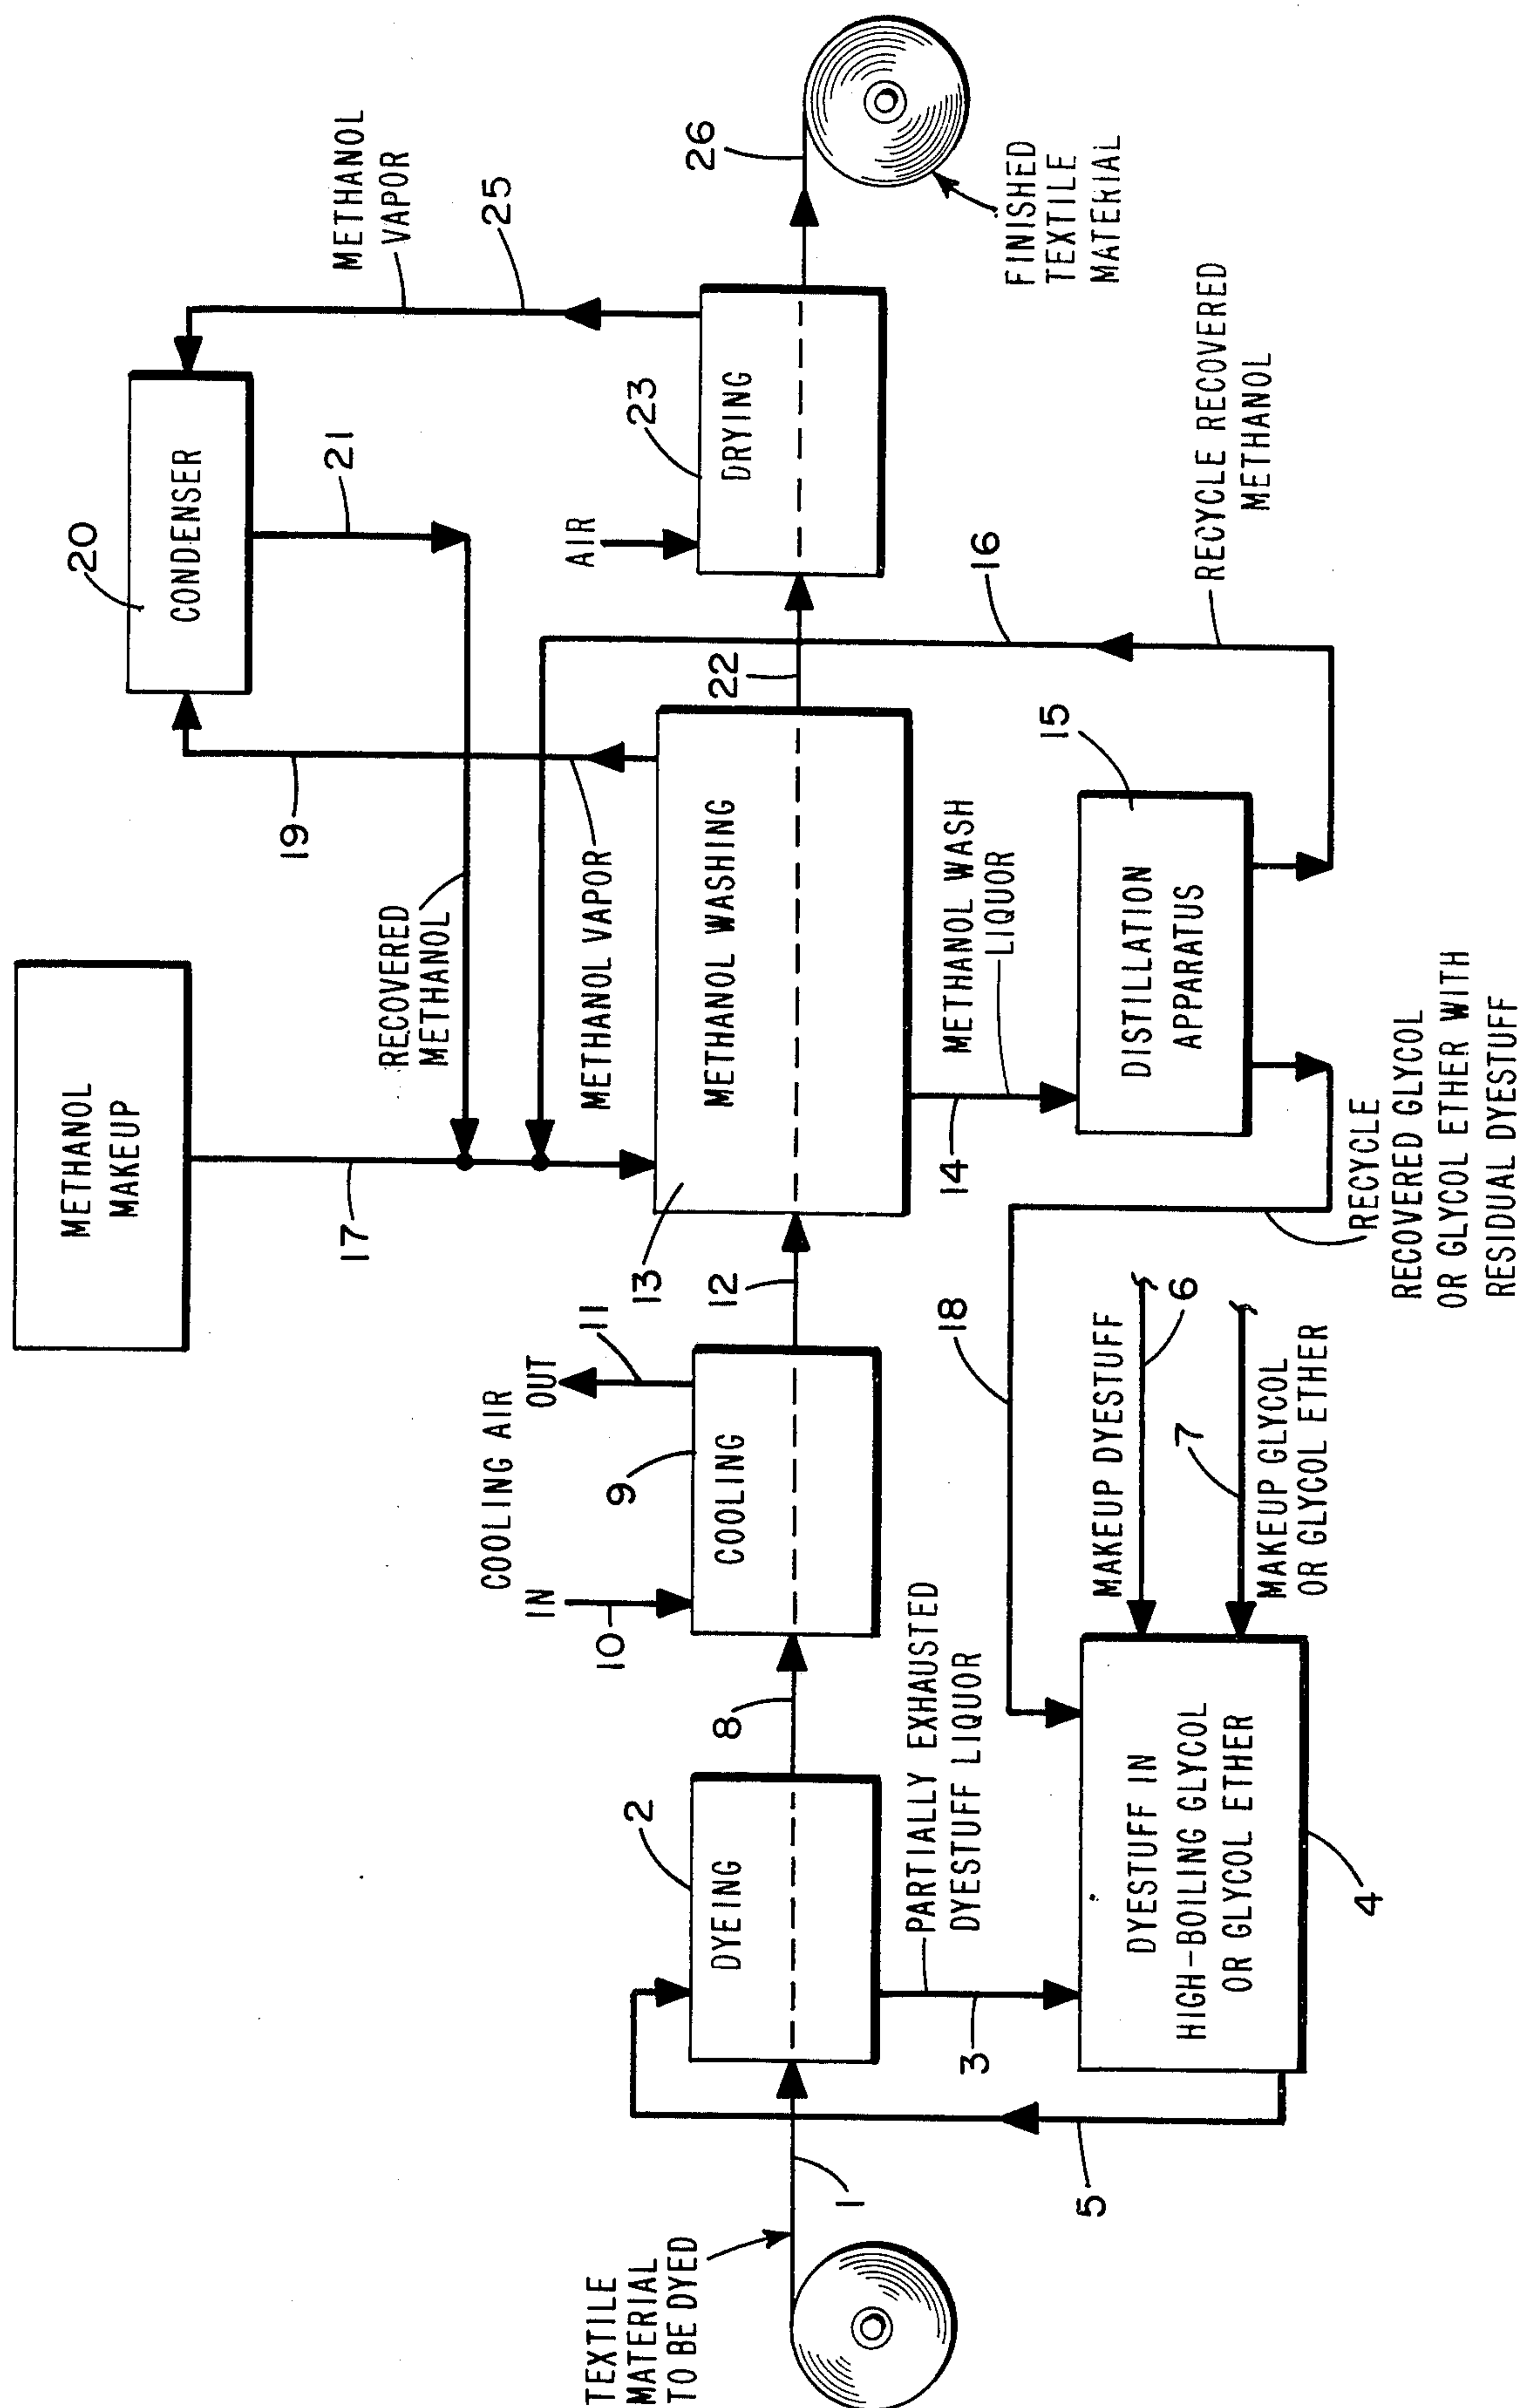 METHANOL
MAKEUP
17
20
CONDENSER
21
METHANOL
VAPOR
25
19
RECOVERED
METHANOL
METHANOL VAPOR
AIR
23
DRYING
26
FINISHED
TEXTILE
MATERIAL
TEXTILE
MATERIAL
TO BE DYED
1
2
DYEING
8
COOLING AIR
IN
OUT
10
11
9
COOLING
12
13
METHANOL WASHING
22
16
RECYCLE RECOVERED
METHANOL
PARTIALLY EXHAUSTED
DYESTUFF LIQUOR
3
5
DYESTUFF IN
HIGH-BOILING GLYCOL
OR GLYCOL ETHER
4
18
MAKEUP DYESTUFF
6
7
MAKEUP GLYCOL
OR GLYCOL ETHER
14
METHANOL WASH
LIQUOR
15
DISTILLATION
APPARATUS
RECYCLE
RECOVERED GLYCOL
OR GLYCOL ETHER WITH
RESIDUAL DYESTUFF